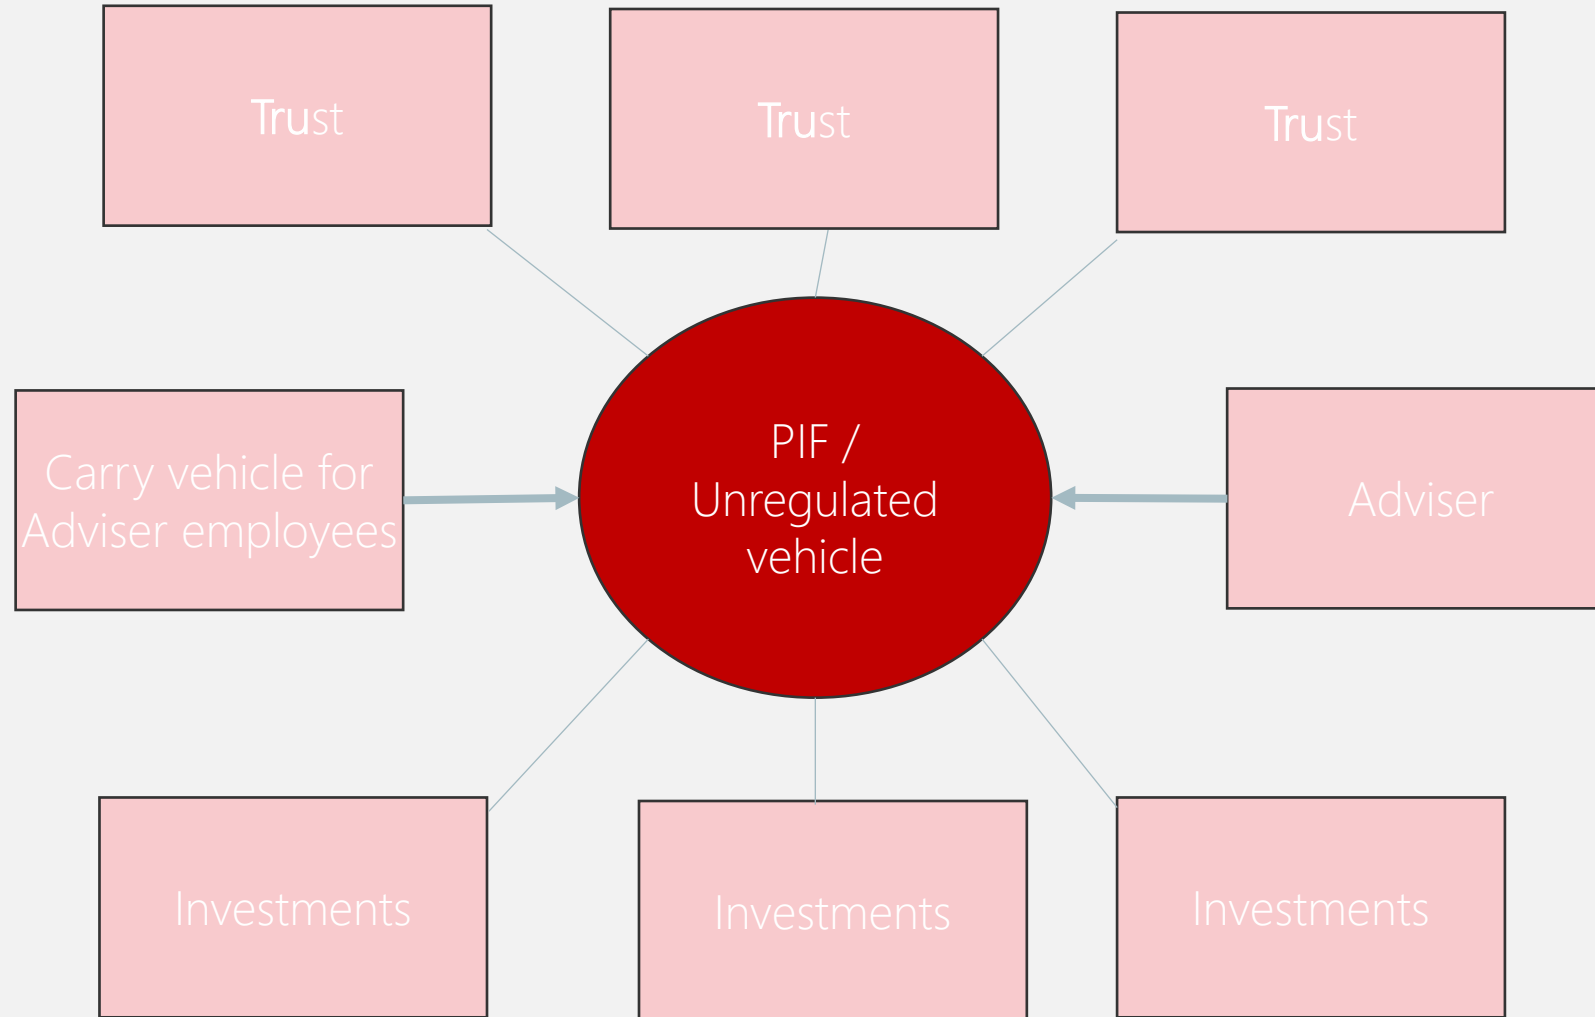 Trust
Trust
Trust
Carry vehicle for
Adviser employees
PIF /
Unregulated
vehicle
Adviser
Investments
Investments
Investments